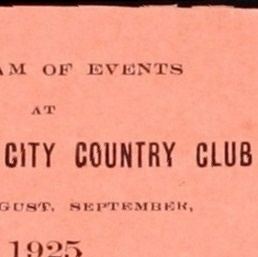 AM OF EVENTS
AT
CITY COUNTRY CLUB
GUST, SEPTEMBER,
1925